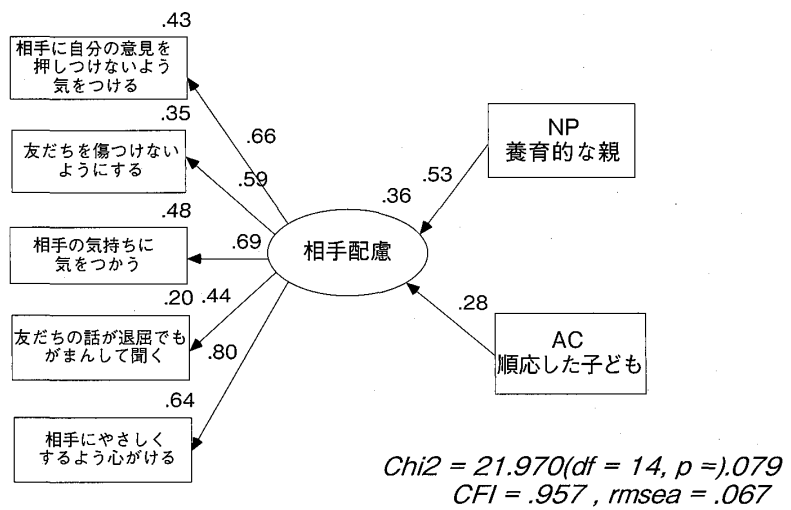 .43
相手に自分の意見を
押しつけないよう
気をつける
.35
友だちを傷つけない
ようにする
.48
相手の気持ちに
気をつかう
.20
友だちの話が退屈でも
がまんして聞く
.64
相手にやさしく
するよう心がける
.66
.59
.69
.44
.80
.36
相手配慮
.53
.28
NP
養育的な親
AC
順応した子ども
Chi2 = 21.970(df = 14, p =).079
CFI = .957 , rmsea = .067